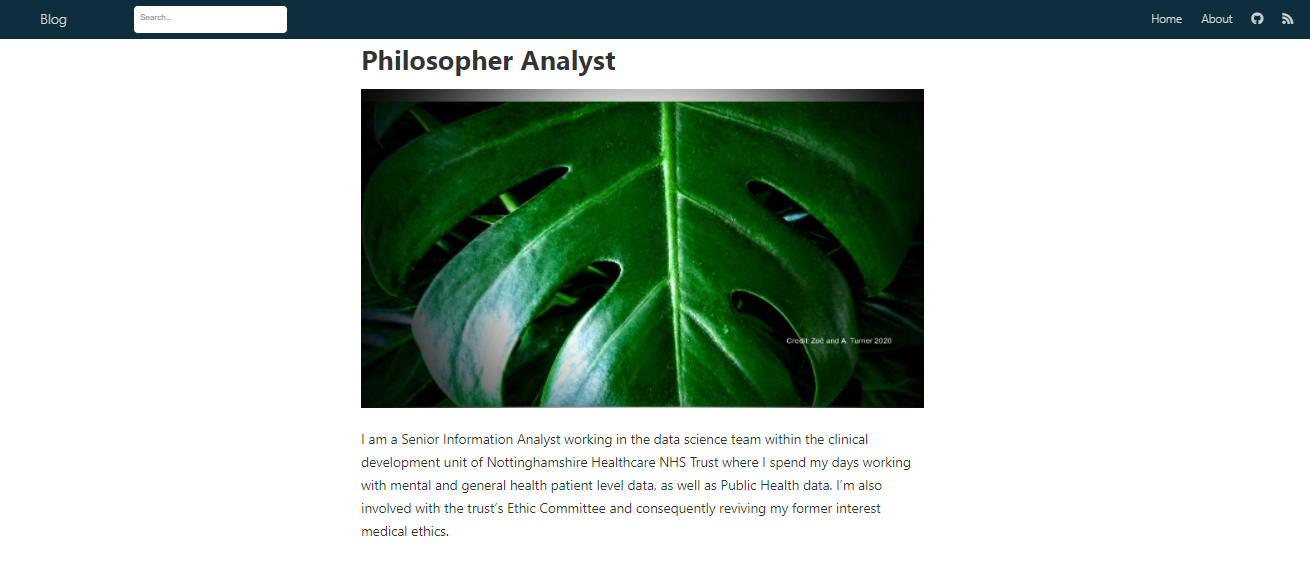 Blog
Search...
Home
About
Philosopher Analyst
Credit: Zoë and A. Turner 2020
I am a Senior Information Analyst working in the data science team within the clinical
development unit of Nottinghamshire Healthcare NHS Trust where I spend my days working
with mental and general health patient level data, as well as Public Health data. I’m also
involved with the trust’s Ethic Committee and consequently reviving my former interest
medical ethics.